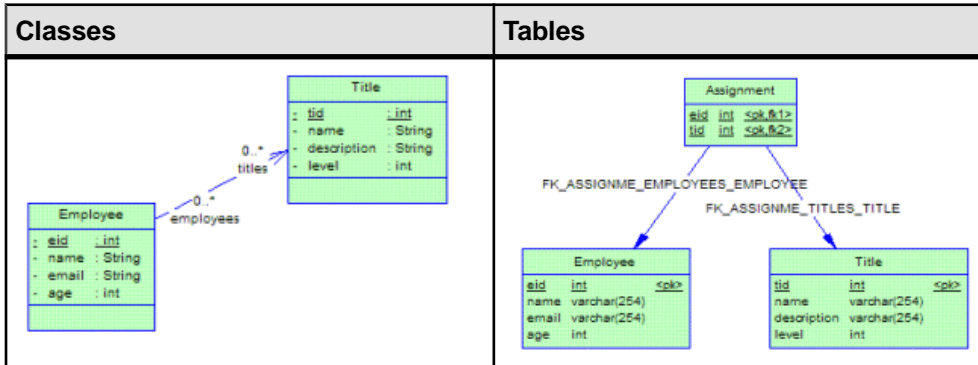 Classes
Tables
Title
- tid : int
- name : String
- description : String
- level : int
0..*
titles
0..*
employees
Employee
- eid : int
- name : String
- email : String
- age : int
Assignment
eid int <pk,fk1>
tid int <pk,fk2>
FK_ASSIGNME_EMPLOYEES_EMPLOYEE
FK_ASSIGNME_TITLES_TITLE
Employee
eid int <pk>
name varchar(254)
email varchar(254)
age int
Title
tid int <pk>
name varchar(254)
description varchar(254)
level int